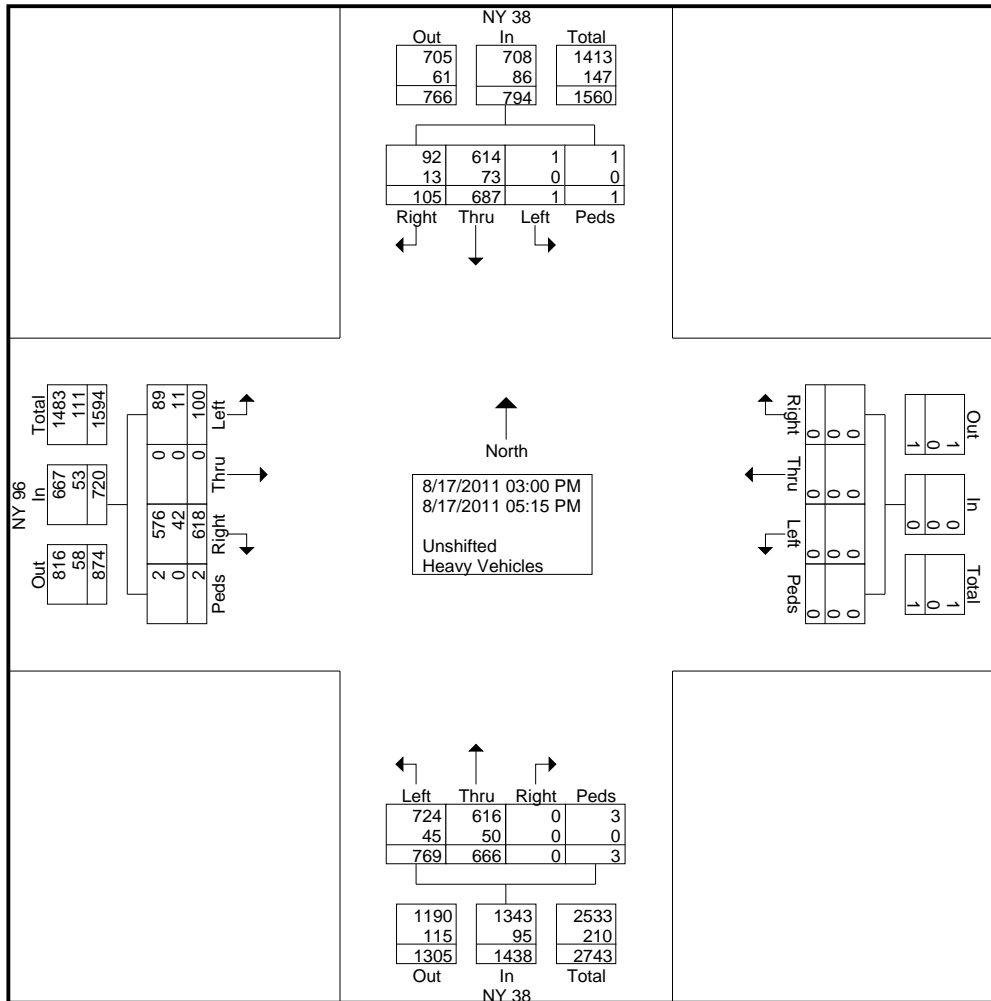 NY 38
Out In Total
705 708 1413
61 86 147
766 794 1560
92 614 1 1
13 73 0 0
105 687 1 1
Right Thru Left Peds
NY 96
Total In Out
1483 667 816
111 53 58
1594 720 874
89 0 576 2
11 0 42 0
100 0 618 2
Left Thru Right Peds
North
8/17/2011 03:00 PM
8/17/2011 05:15 PM
Unshifted
Heavy Vehicles
Right Thru Left Peds
0 0 0 0
0 0 0 0
0 0 0 0
Out In Total
1 0 1
0 0 0
1 0 1
Left Thru Right Peds
724 616 0 3
45 50 0 0
769 666 0 3
1190 1343 2533
115 95 210
1305 1438 2743
Out In Total
NY 38